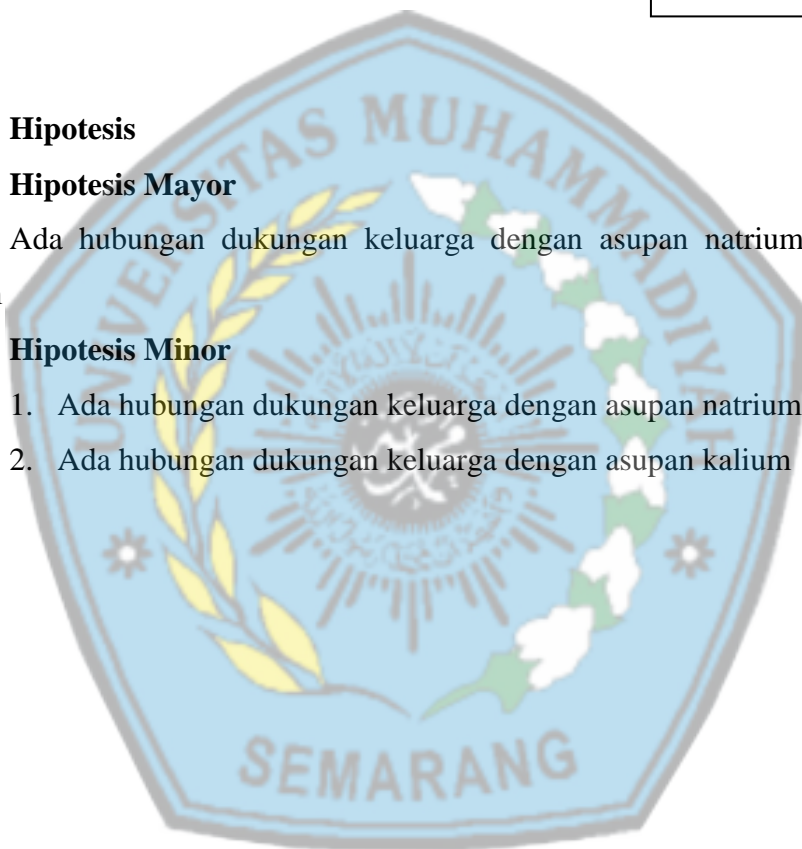 Hipotesis
Hipotesis Mayor
Ada hubungan dukungan keluarga dengan asupan natrium
Hipotesis Minor
1. Ada hubungan dukungan keluarga dengan asupan natrium
2. Ada hubungan dukungan keluarga dengan asupan kalium
UNIVERSITAS MUHAMMADIYAH
SEMARANG